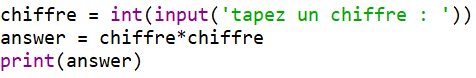 chiffre = int(input('tapez un chiffre : '))
answer = chiffre*chiffre
print(answer)